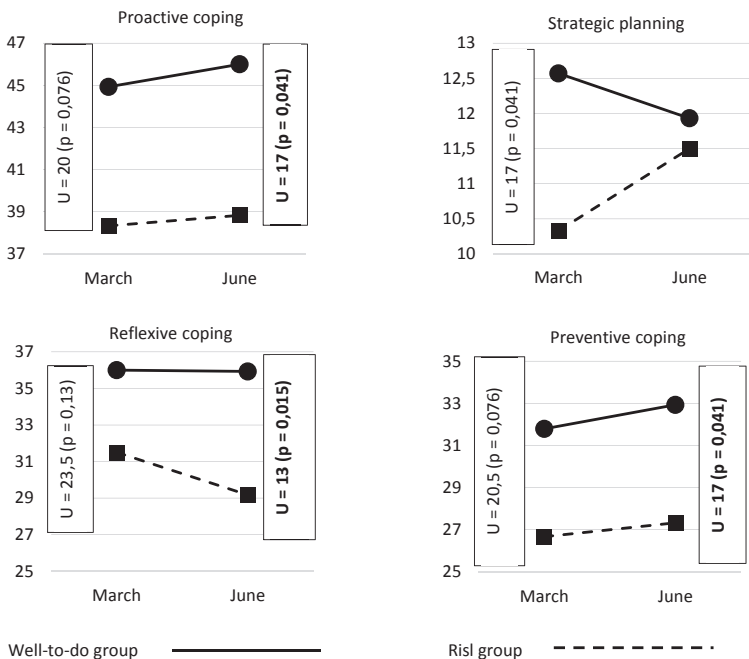 Proactive coping
47
45
43
41
39
37
U = 20 (p = 0,076)
U = 17 (p = 0,041)
March
June
Strategic planning
13
12,5
12
11,5
11
10,5
10
U = 17 (p = 0,041)
March
June
Reflexive coping
37
35
33
31
29
27
25
U = 23,5 (p = 0,13)
U = 13 (p = 0,015)
March
June
Preventive coping
35
33
31
29
27
25
U = 20,5 (p = 0,076)
U = 17 (p = 0,041)
March
June
Well-to-do group
Risl group